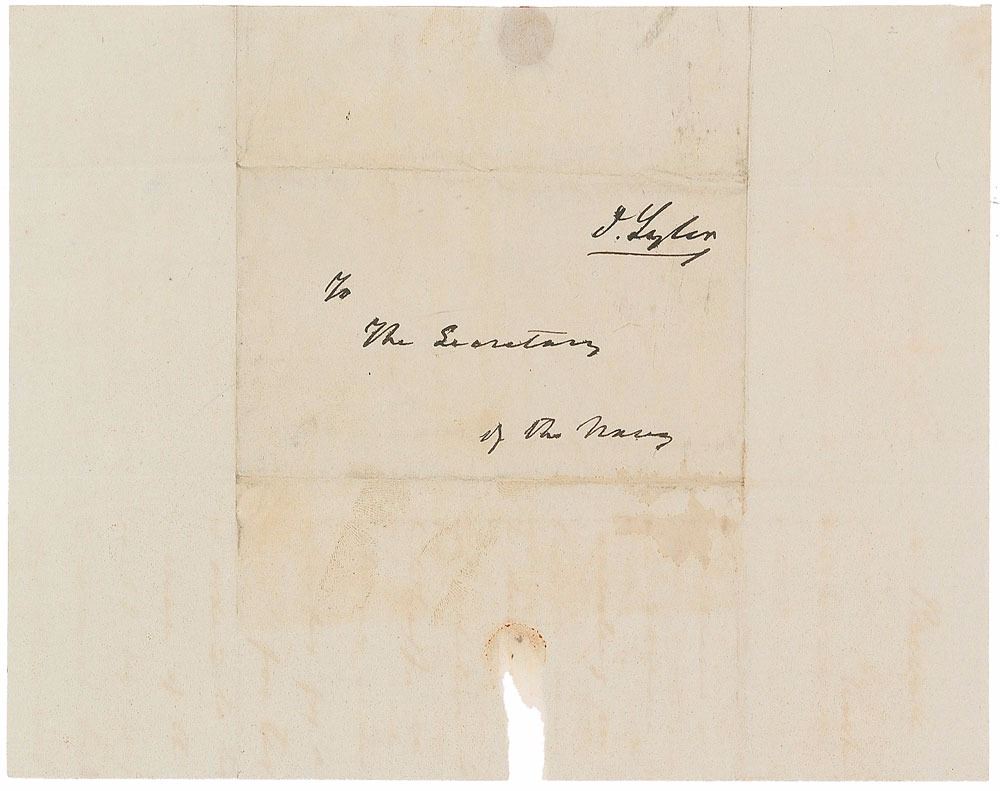 J. Tyler
To
The Secretary
of the Navy